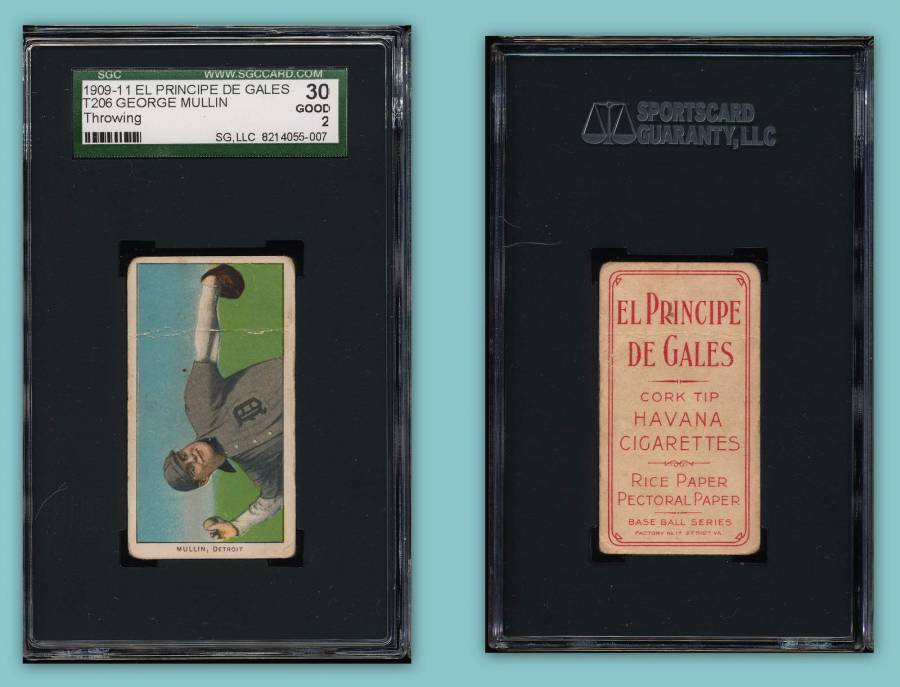 SGC WWW.SGCCARD.COM
1909-11 EL PRINCIPE DE GALES 30
T206 GEORGE MULLIN GOOD
Throwing 2
SG, LLC 8214055-007
MULLIN, DETROIT
SPORTSCARD
GUARANTY, LLC
EL PRINCIPE
DE GALES
CORK TIP
HAVANA
CIGARETTES
RICE PAPER
PECTORAL PAPER
BASE BALL SERIES